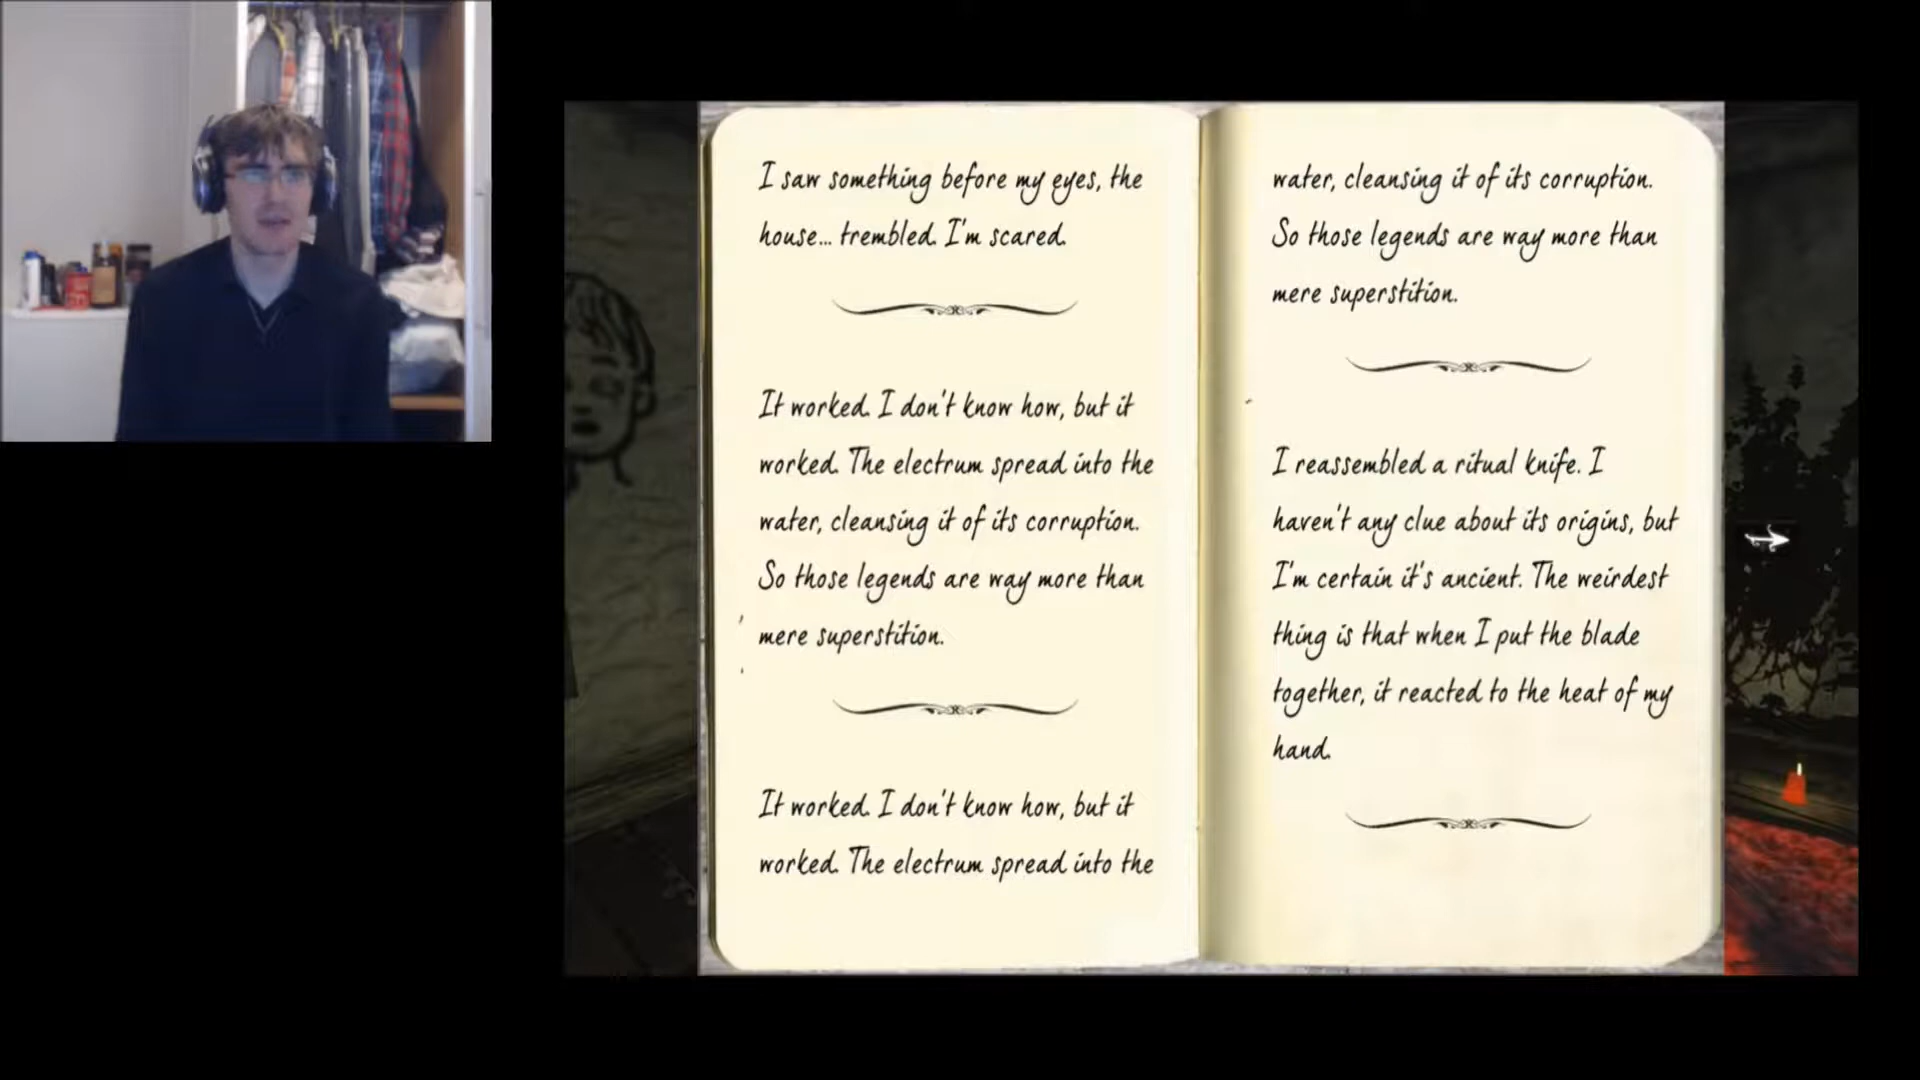 I saw something before my eyes, the
house... trembled. I'm scared.
It worked. I don't know how, but it
worked. The electrum spread into the
water, cleansing it of its corruption.
So those legends are way more than
mere superstition.
It worked. I don't know how, but it
worked. The electrum spread into the
water, cleansing it of its corruption.
So those legends are way more than
mere superstition.
I reassembled a ritual knife. I
haven't any clue about its origins, but
I'm certain it's ancient. The weirdest
thing is that when I put the blade
together, it reacted to the heat of my
hand.